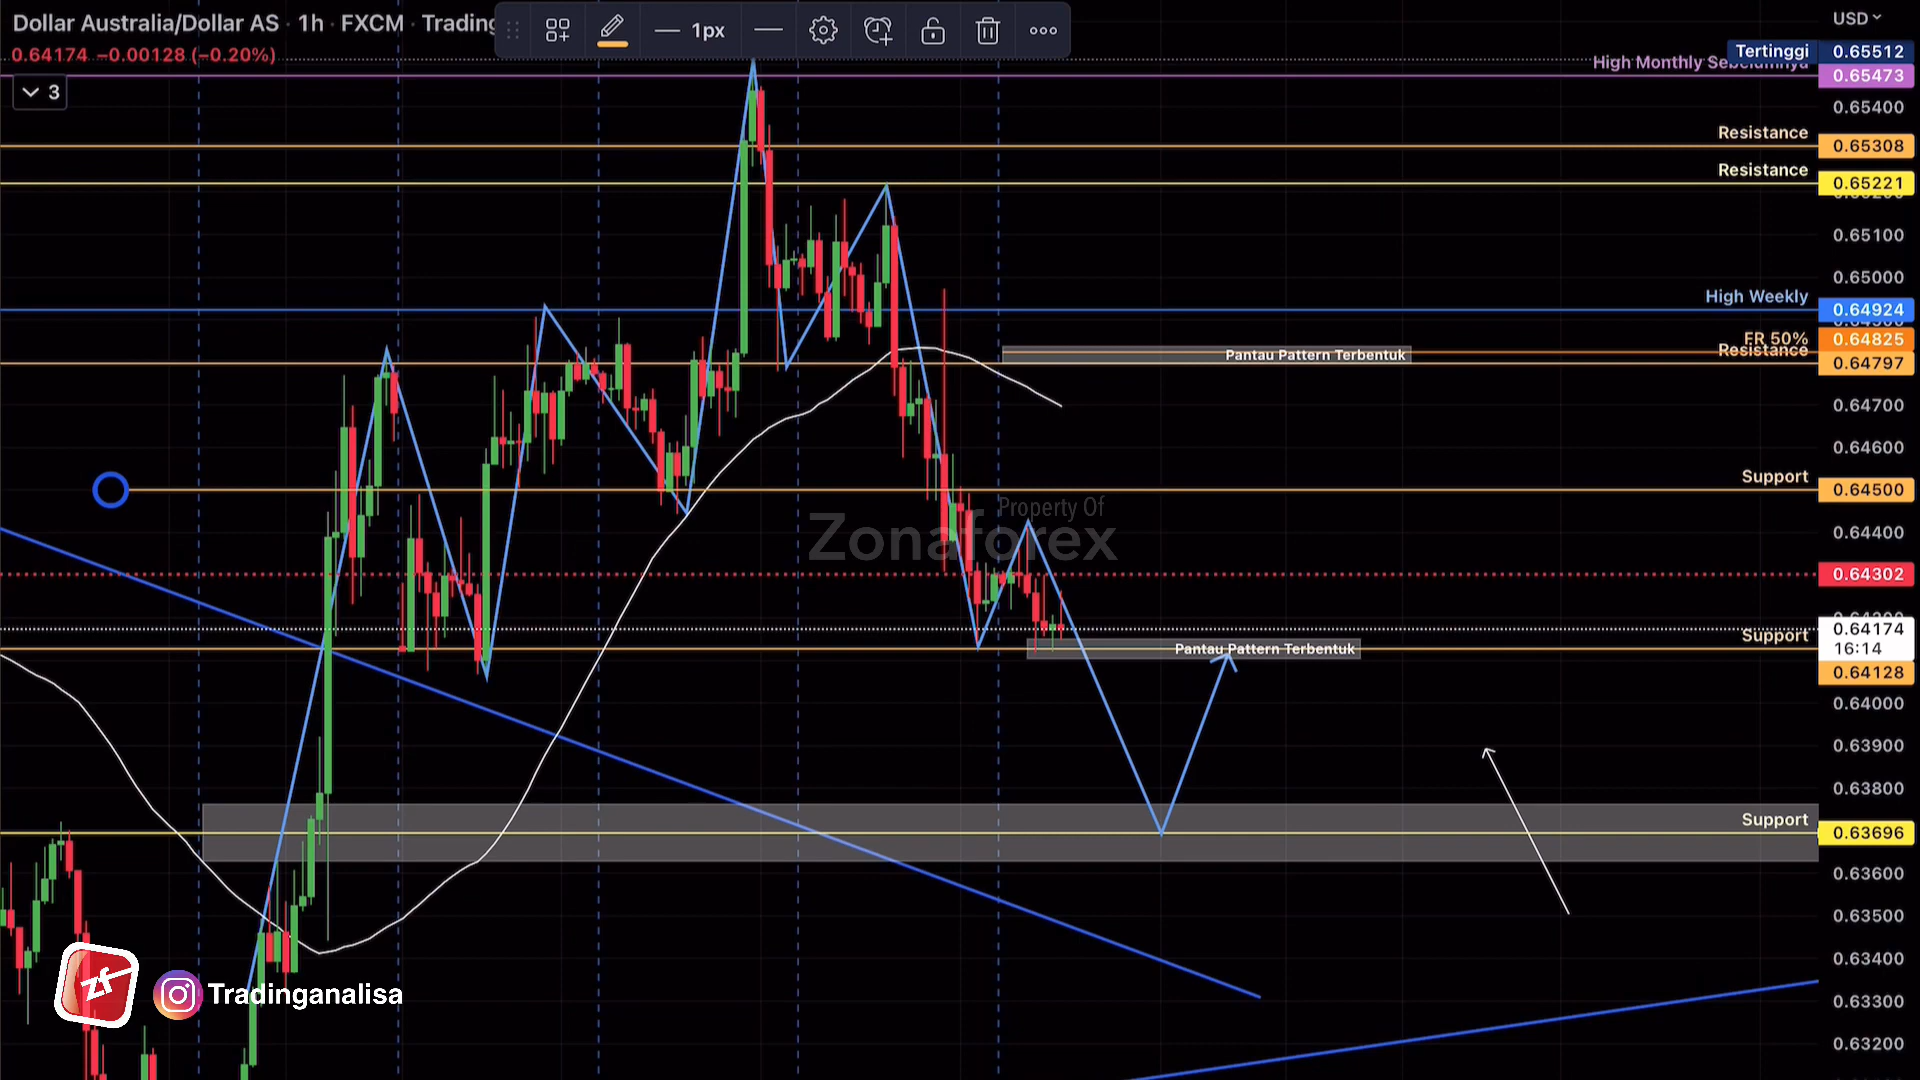 Dollar Australia/Dollar AS · 1h · FXCM · Trading
0.64174 −0.00128 (−0.20%)
3
1px
USD
Tertinggi 0.65512
High Monthly Sebelumnya 0.65473
0.65400
Resistance 0.65308
Resistance 0.65221
0.65100
0.65000
High Weekly 0.64924
FR 50% 0.64825
Pantau Pattern Terbentuk
Resistance 0.64797
0.64700
0.64600
Support 0.64500
Property Of
Zonaforex
0.64400
0.64302
0.64174
16:14
Support 0.64128
Pantau Pattern Terbentuk
0.64000
0.63900
0.63800
Support 0.63696
0.63600
0.63500
0.63400
0.63300
0.63200
zf
Tradinganalisa